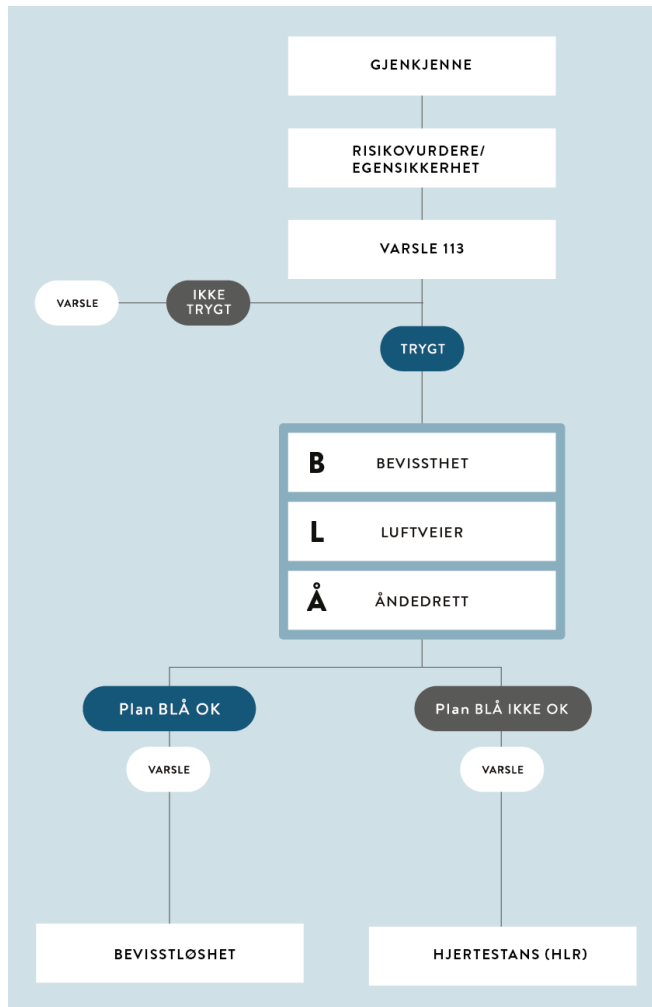 GJENKJENNE
RISIKOVURDERE/
EGENSIKKERHET
VARSLE 113
VARSLE
IKKE
TRYGT
TRYGT
B BEVISSTHET
L LUFTVEIER
Å ÅNDEDRETT
Plan BLÅ OK
Plan BLÅ IKKE OK
VARSLE
VARSLE
BEVISSTLØSHET
HJERTESTANS (HLR)